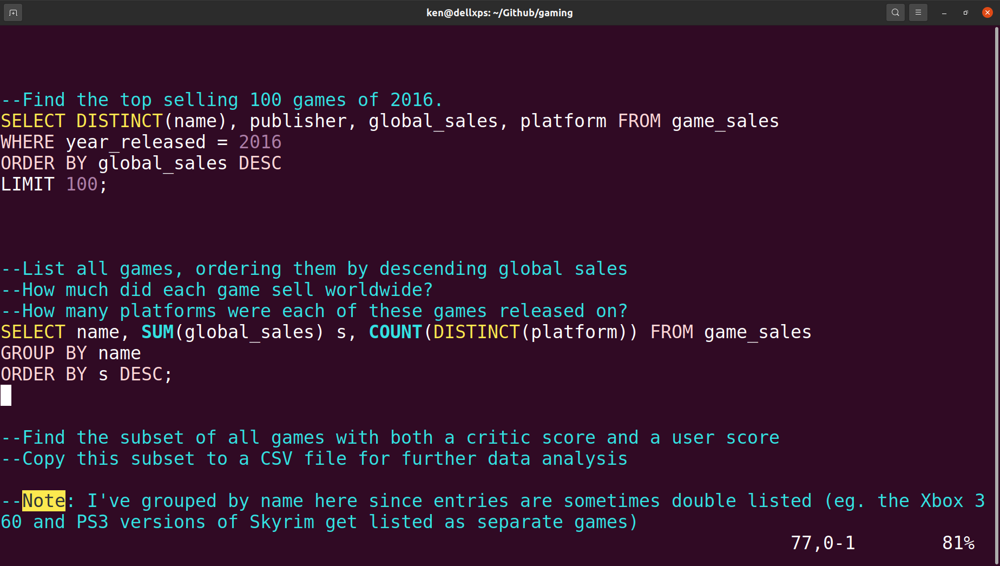 ken@dellxps: ~/Github/gaming
--Find the top selling 100 games of 2016.
SELECT DISTINCT(name), publisher, global_sales, platform FROM game_sales
WHERE year_released = 2016
ORDER BY global_sales DESC
LIMIT 100;
--List all games, ordering them by descending global sales
--How much did each game sell worldwide?
--How many platforms were each of these games released on?
SELECT name, SUM(global_sales) s, COUNT(DISTINCT(platform)) FROM game_sales
GROUP BY name
ORDER BY s DESC;
--Find the subset of all games with both a critic score and a user score
--Copy this subset to a CSV file for further data analysis
--Note: I've grouped by name here since entries are sometimes double listed (eg. the Xbox 3
60 and PS3 versions of Skyrim get listed as separate games)
77,0-1 81%